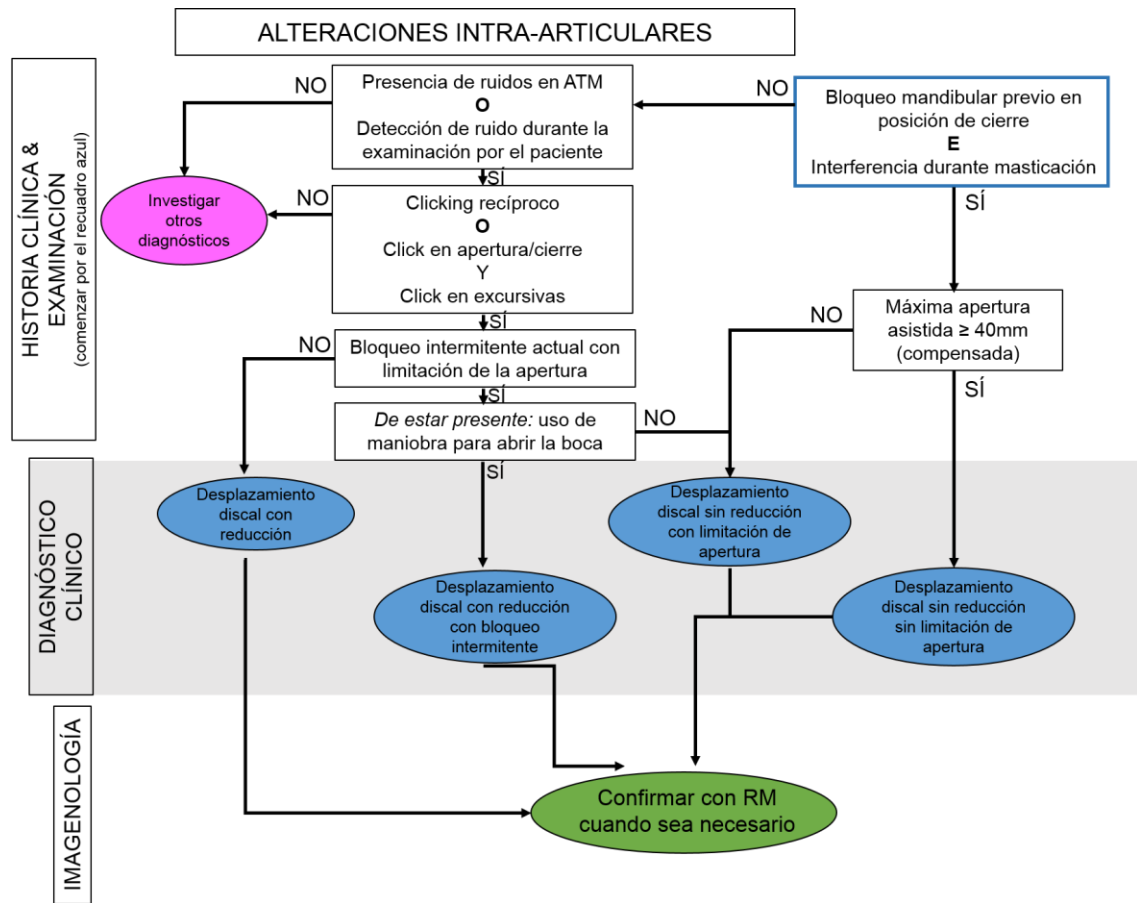 ALTERACIONES INTRA-ARTICULARES
HISTORIA CLÍNICA &
EXAMINACIÓN
(comenzar por el recuadro azul)
NO
Presencia de ruidos en ATM
O
Detección de ruido durante la
examinación por el paciente
NO
Bloqueo mandibular previo en
posición de cierre
E
Interferencia durante masticación
SÍ
SÍ
Investigar
otros
diagnósticos
NO
Clicking recíproco
O
Click en apertura/cierre
Y
Click en excursivas
SÍ
NO
Máxima apertura
asistida ≥ 40mm
(compensada)
SÍ
NO
Bloqueo intermitente actual con
limitación de la apertura
SÍ
De estar presente: uso de
maniobra para abrir la boca
NO
SÍ
DIAGNÓSTICO
CLÍNICO
Desplazamiento
discal con
reducción
Desplazamiento
discal sin reducción
con limitación de
apertura
Desplazamiento
discal con reducción
con bloqueo
intermitente
Desplazamiento
discal sin reducción
sin limitación de
apertura
IMAGENOLOGÍA
Confirmar con RM
cuando sea necesario